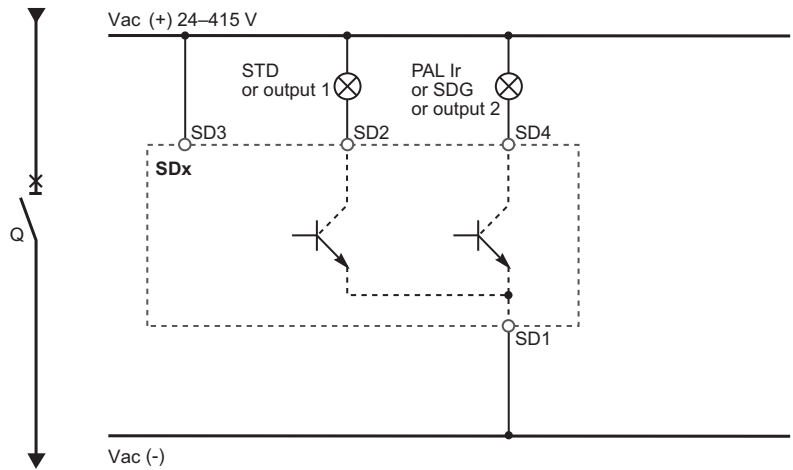 Vac (+) 24–415 V
STD
or output 1
PAL Ir
or SDG
or output 2
SD3
SD2
SD4
SDx
Q
SD1
Vac (-)